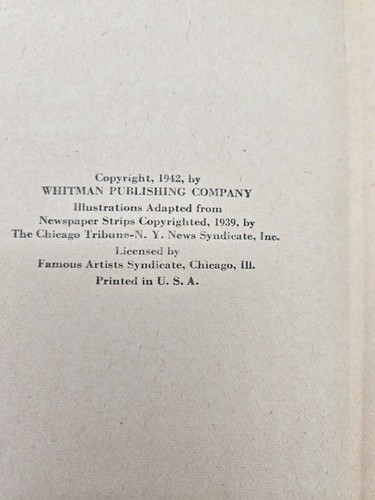 Copyright, 1942, by
WHITMAN PUBLISHING COMPANY
Illustrations Adapted from
Newspaper Strips Copyrighted, 1939, by
The Chicago Tribune-N. Y. News Syndicate, Inc.
Licensed by
Famous Artists Syndicate, Chicago, Ill.
Printed in U. S. A.